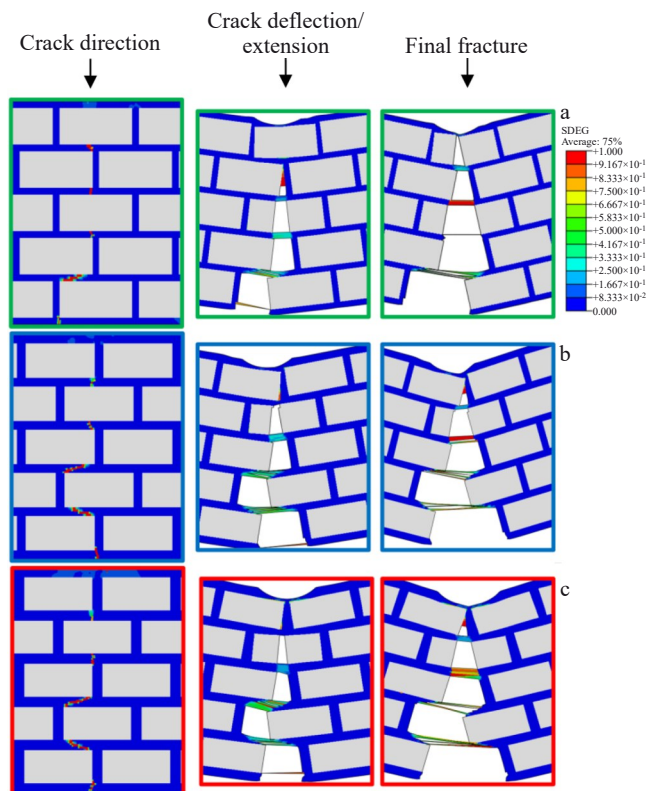 Crack direction
Crack deflection/
extension
Final fracture
a
SDEG
Average: 75%
+1.000
+9.167×10⁻¹
+8.333×10⁻¹
+7.500×10⁻¹
+6.667×10⁻¹
+5.833×10⁻¹
+5.000×10⁻¹
+4.167×10⁻¹
+3.333×10⁻¹
+2.500×10⁻¹
+1.667×10⁻¹
+8.333×10⁻²
0.000
b
c